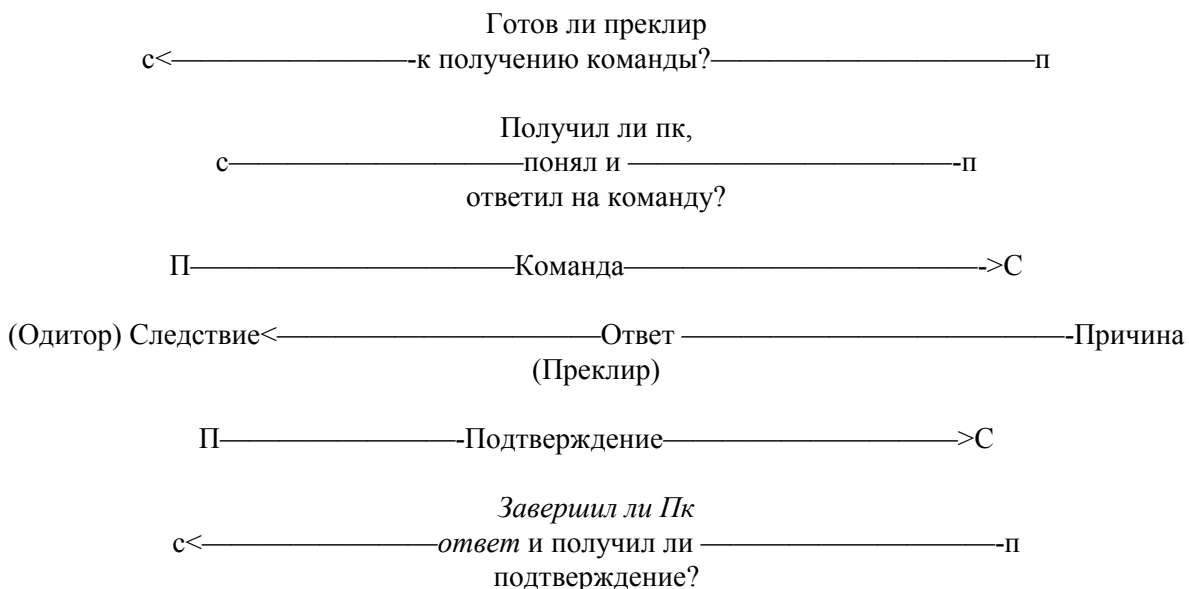 Готов ли преклир
с<————————-к получению команды?———————————п
Получил ли пк,
с——————————понял и ———————————-п
ответил на команду?
П———————————Команда————————————->С
(Одитор) Следствие<———————————Ответ —————————————-Причина
(Преклир)
П—————————-Подтверждение——————————>С
Завершил ли Пк
с<————————ответ и получил ли ——————————-п
подтверждение?